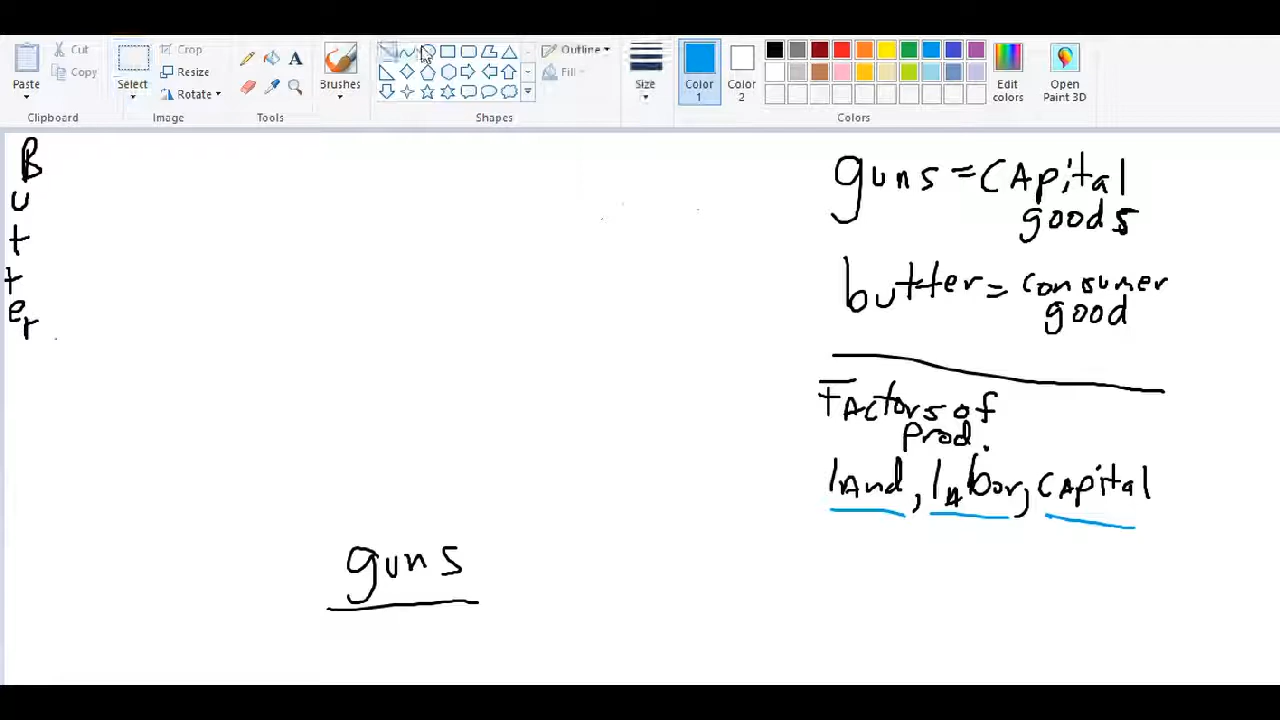 Paste
Cut
Copy
Clipboard
Select
Crop
Resize
Rotate
Image
A
Tools
Brushes
Outline
Fill
Shapes
Size
Color 1
Color 2
Edit colors
Open Paint 3D
Colors
B
u
t
t
e
r
guns = CApital
goods
butter = consumer
good
FActors of
Prod.
lAnd, lAbor, CApital
guns